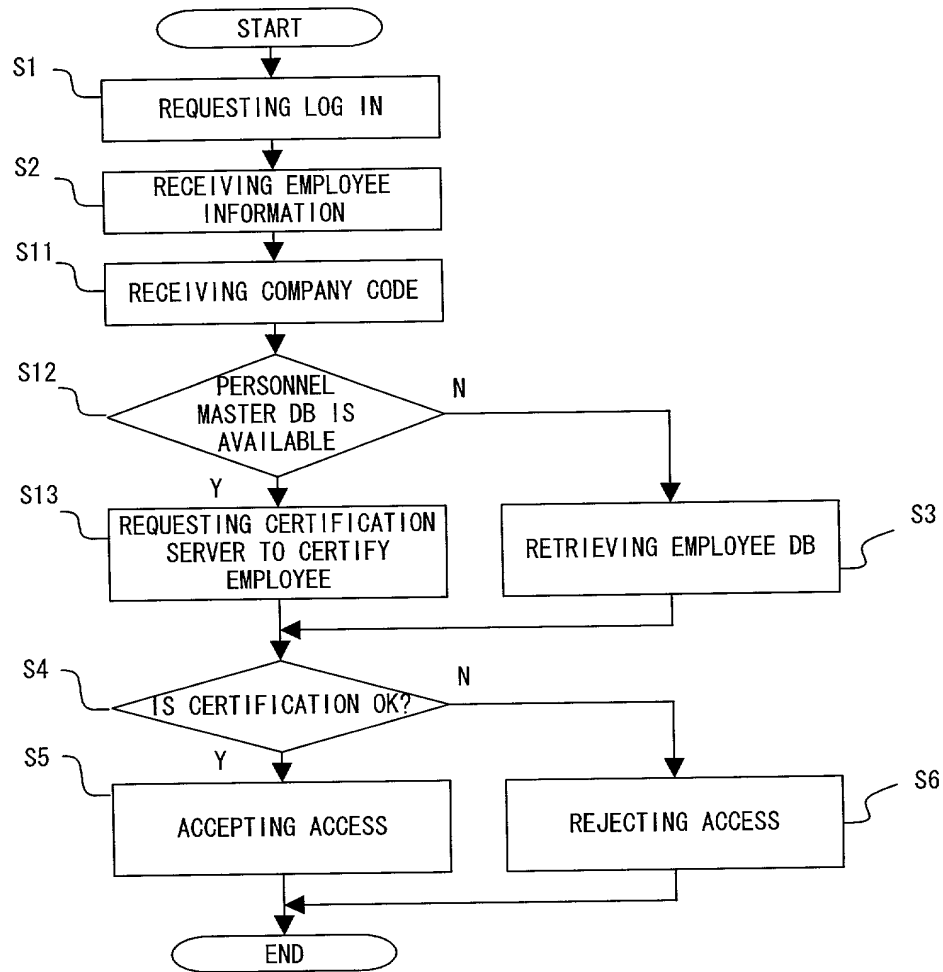 START
S1
REQUESTING LOG IN
S2
RECEIVING EMPLOYEE
INFORMATION
S11
RECEIVING COMPANY CODE
S12
PERSONNEL
MASTER DB IS
AVAILABLE
N
Y
S13
REQUESTING CERTIFICATION
SERVER TO CERTIFY
EMPLOYEE
RETRIEVING EMPLOYEE DB
S3
S4
IS CERTIFICATION OK?
N
Y
S5
ACCEPTING ACCESS
REJECTING ACCESS
S6
END